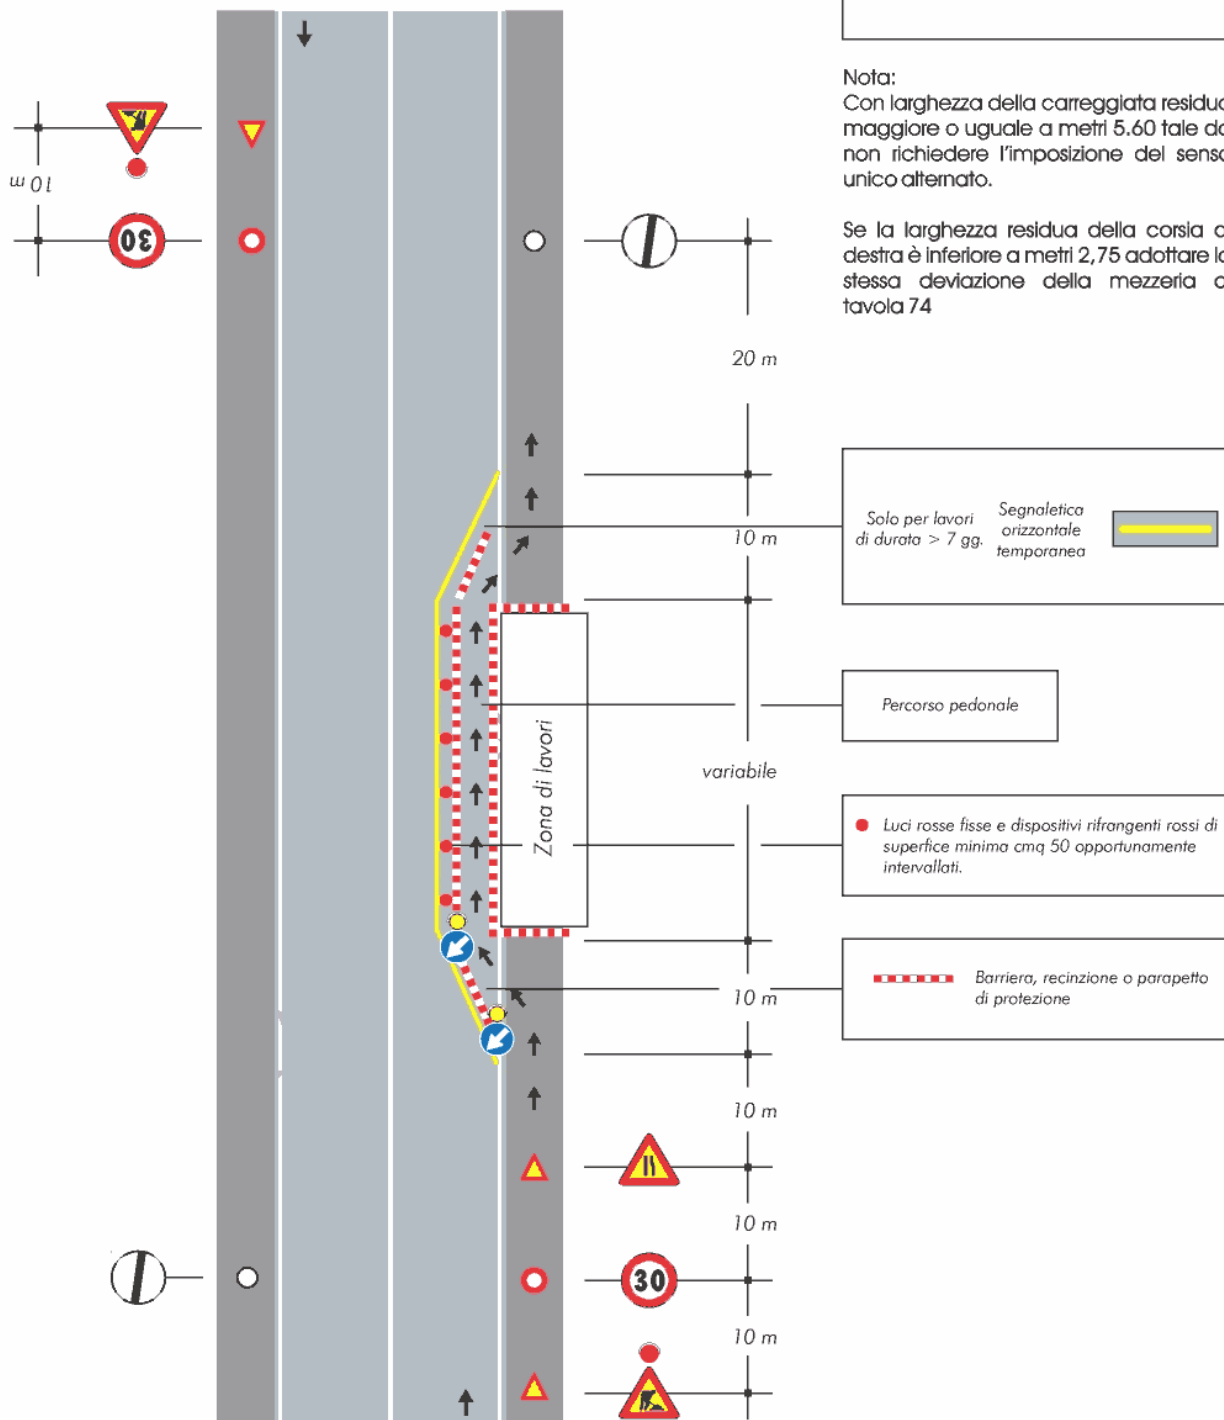 Nota:
Con larghezza della carreggiata residua
maggiore o uguale a metri 5.60 tale da
non richiedere l'imposizione del senso
unico alternato.
Se la larghezza residua della corsia di
destra è inferiore a metri 2,75 adottare la
stessa deviazione della mezzeria di
tavola 74
10 m
30
20 m
10 m
Solo per lavori
di durata > 7 gg.
Segnaletica
orizzontale
temporanea
Percorso pedonale
variabile
Zona di lavori
Luci rosse fisse e dispositivi rifrangenti rossi di
superfice minima cmq 50 opportunamente
intervallati.
Barriera, recinzione o parapetto
di protezione
10 m
10 m
10 m
30
10 m